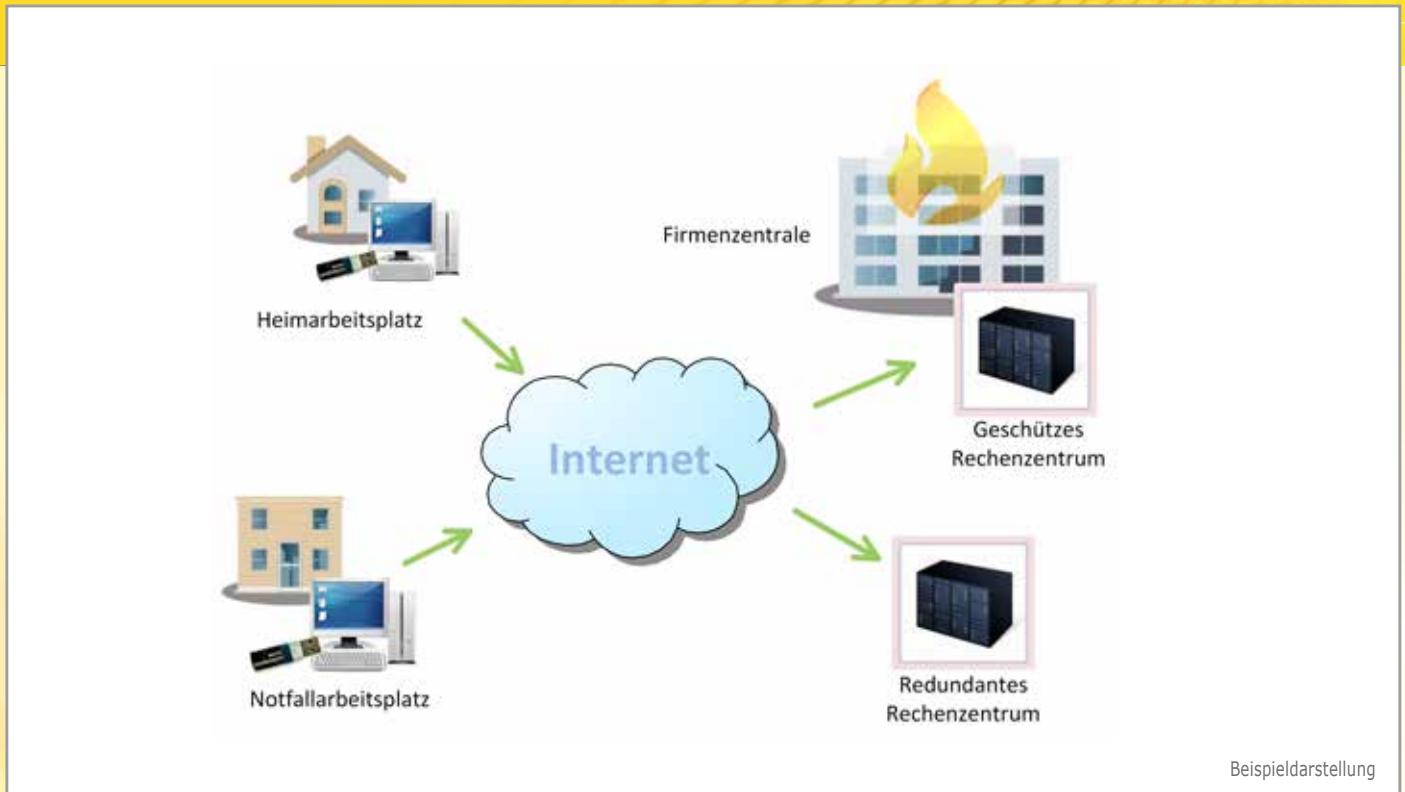 Firmenzentrale
Heimarbeitsplatz
Internet
Geschützes
Rechenzentrum
Notfallarbeitsplatz
Redundantes
Rechenzentrum
Beispieldarstellung